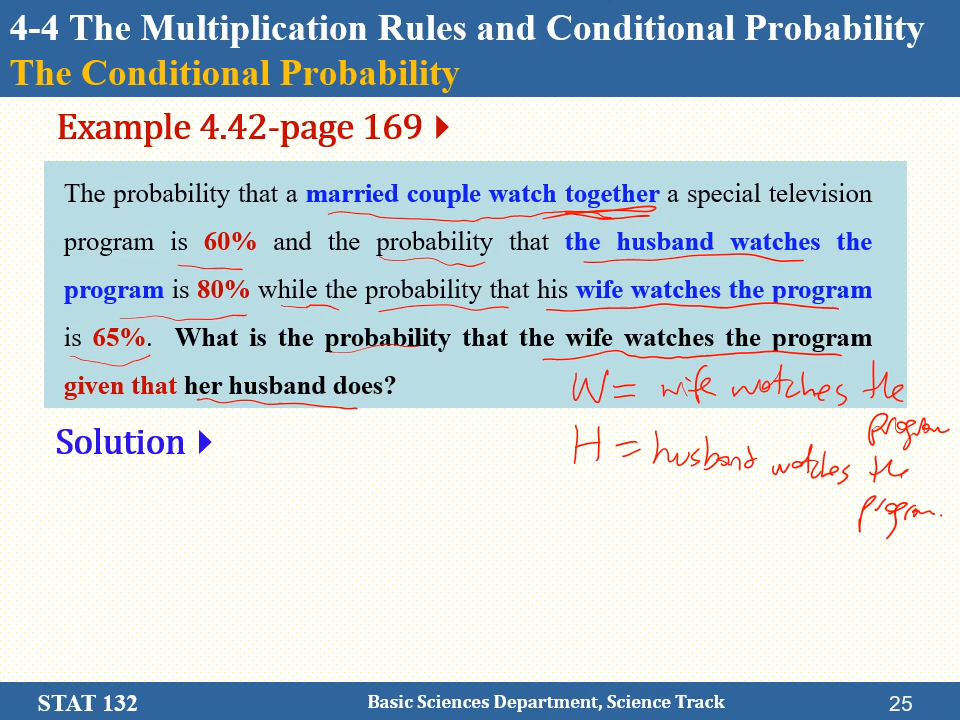 4-4 The Multiplication Rules and Conditional Probability
The Conditional Probability
Example 4.42-page 169
The probability that a married couple watch together a special television
program is 60% and the probability that the husband watches the
program is 80% while the probability that his wife watches the program
is 65%. What is the probability that the wife watches the program
given that her husband does?
W = wife watches the
program
Solution
H = husband watches the
program.
STAT 132
Basic Sciences Department, Science Track
25